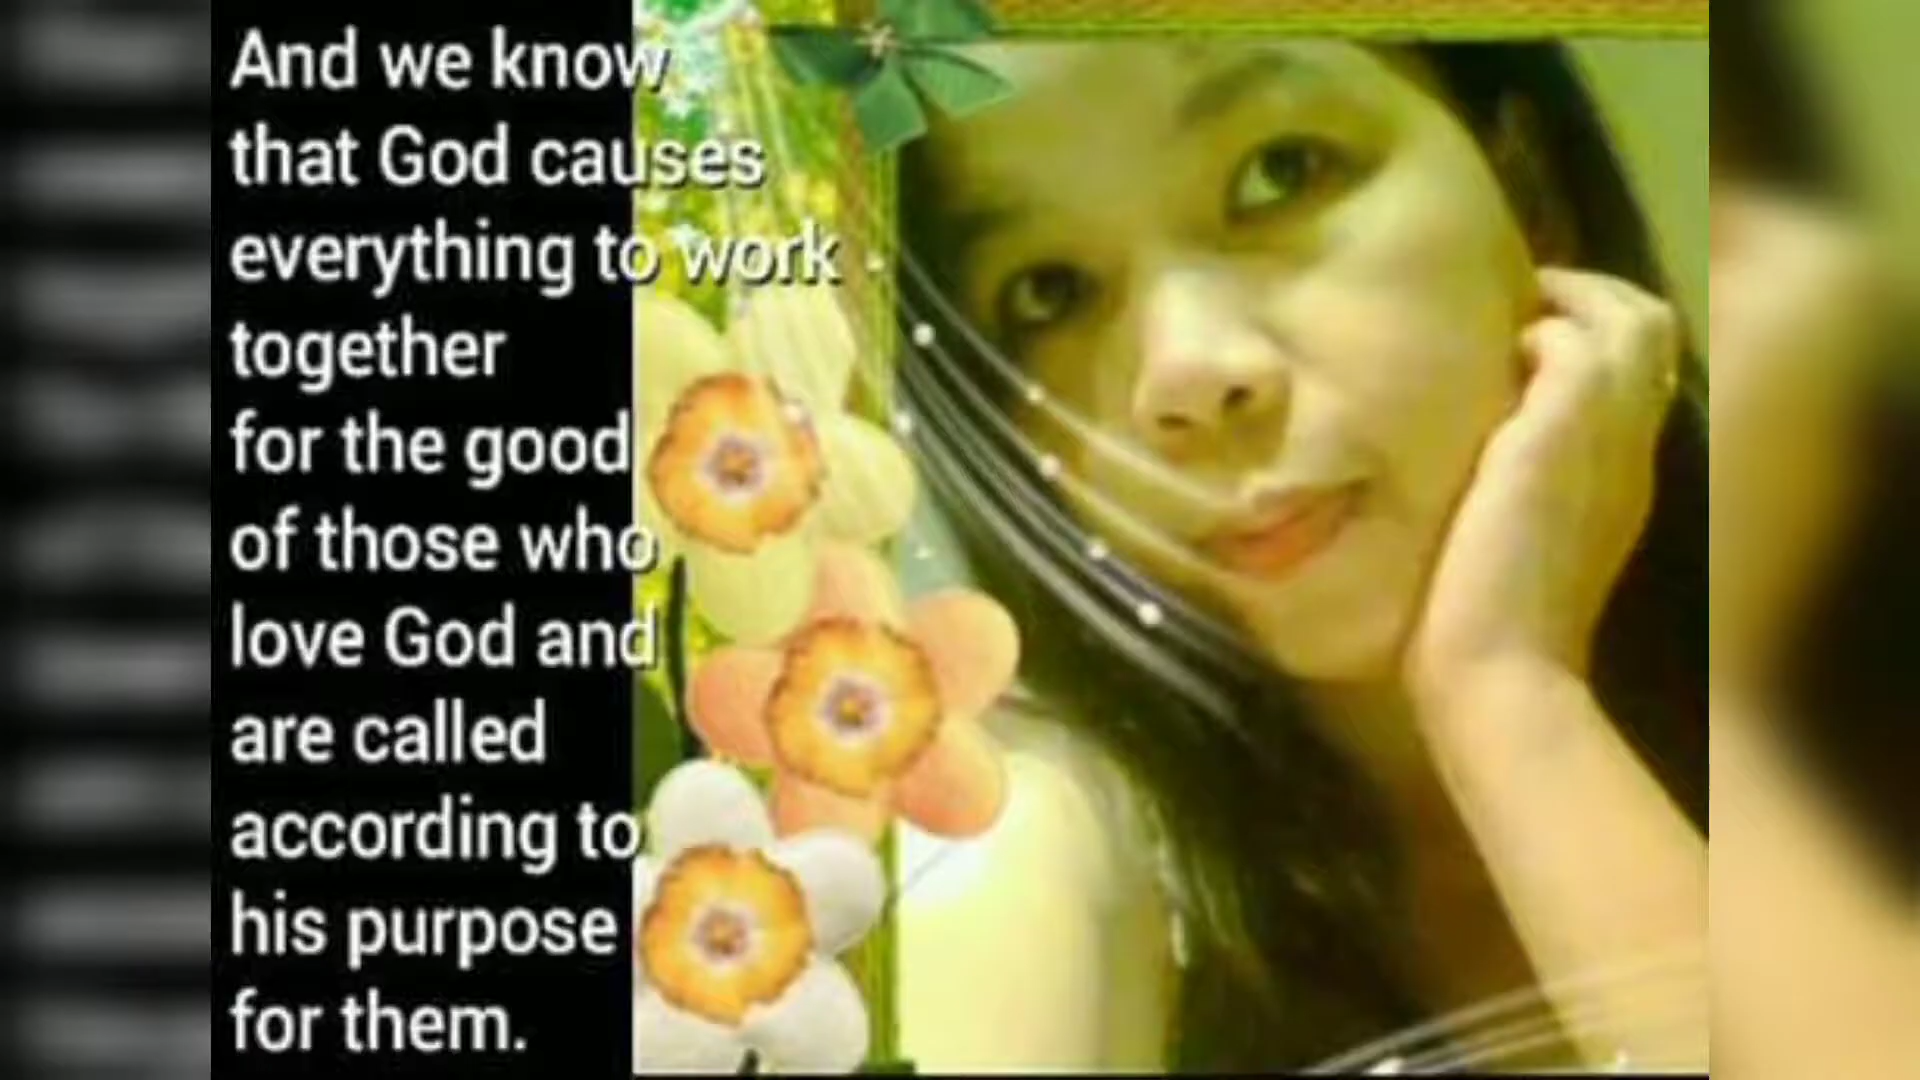 And we know
that God causes
everything to work
together
for the good
of those who
love God and
are called
according to
his purpose
for them.